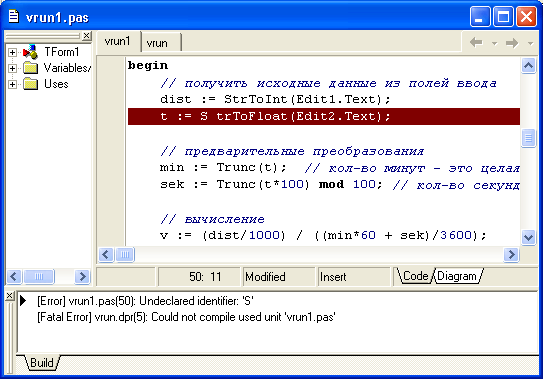 vrun1.pas
TForm1
Variables/
Uses
vrun1 vrun
begin
// получить исходные данные из полей ввода
dist := StrToInt(Edit1.Text);
t := S trToFloat(Edit2.Text);
// предварительные преобразования
min := Trunc(t); // кол-во минут - это целая
sek := Trunc(t*100) mod 100; // кол-во секунд
// вычисление
v := (dist/1000) / ((min*60 + sek)/3600);
50: 11 Modified Insert Code Diagram
[Error] vrun1.pas(50): Undeclared identifier: 'S'
[Fatal Error] vrun.dpr(5): Could not compile used unit 'vrun1.pas'
Build